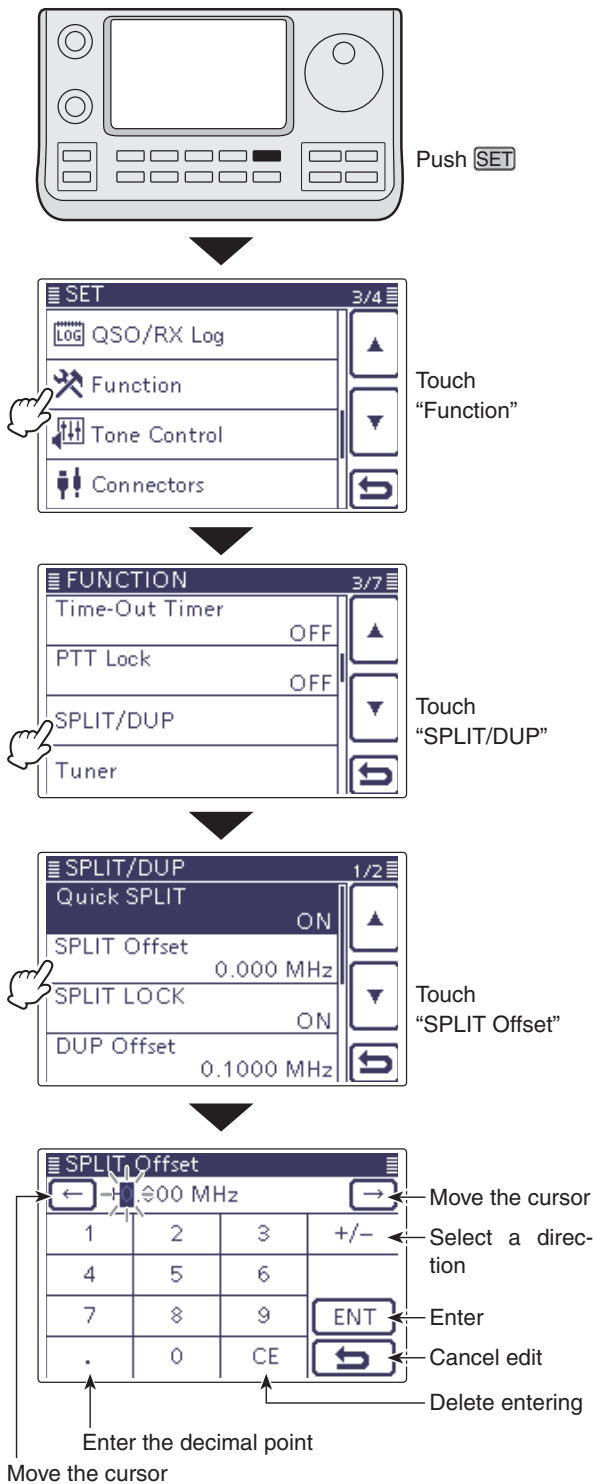 Push SET
SET 3/4
LOG QSO/RX Log
Function
Tone Control
Connectors
Touch
“Function”
FUNCTION 3/7
Time-Out Timer
OFF
PTT Lock
OFF
SPLIT/DUP
Tuner
Touch
“SPLIT/DUP”
SPLIT/DUP 1/2
Quick SPLIT
ON
SPLIT Offset
0.000 MHz
SPLIT LOCK
ON
DUP Offset
0.1000 MHz
Touch
“SPLIT Offset”
SPLIT Offset
← +0.000 MHz →
1 2 3 +/−
4 5 6
7 8 9 ENT
. 0 CE
Move the cursor
Select a direc-
tion
Enter
Cancel edit
Delete entering
Enter the decimal point
Move the cursor